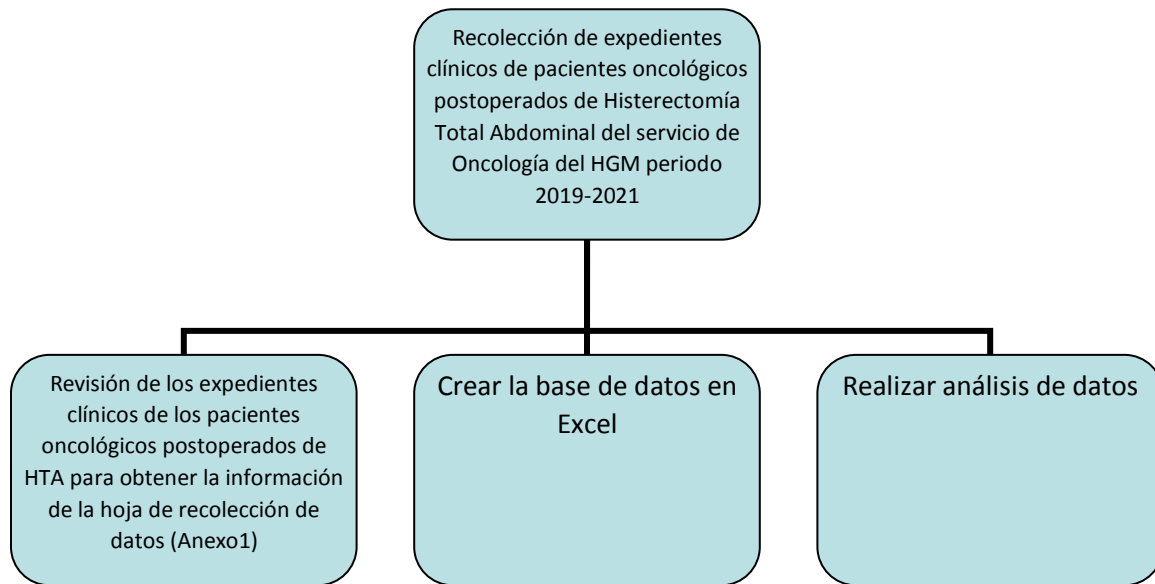 Recolección de expedientes
clínicos de pacientes oncológicos
postoperados de Histerectomía
Total Abdominal del servicio de
Oncología del HGM periodo
2019-2021
Revisión de los expedientes
clínicos de los pacientes
oncológicos postoperados de
HTA para obtener la información
de la hoja de recolección de
datos (Anexo1)
Crear la base de datos en
Excel
Realizar análisis de datos